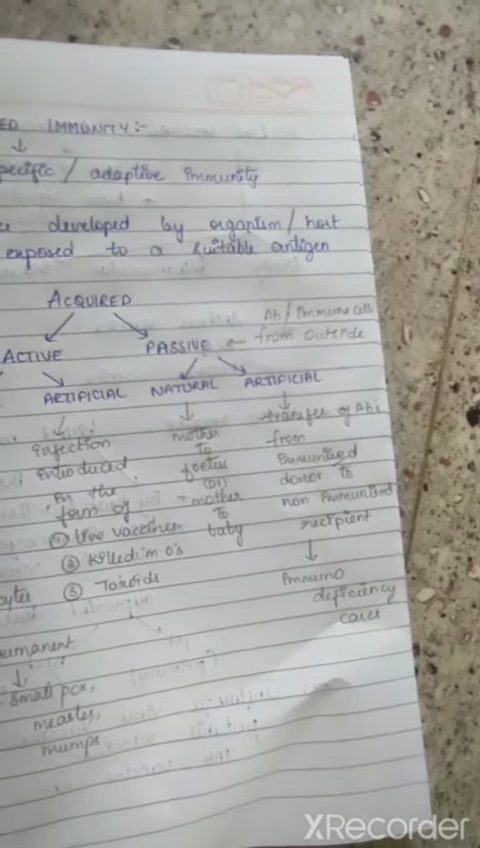 ED IMMUNITY:-
↓
pecific / adaptive immunity
developed by organism / host
exposed to a suitable antigen
ACQUIRED
Ab / Immune cells
ACTIVE PASSIVE ← from outside
ARTIFICIAL NATURAL ARTIFICIAL
↓ ↓ ↓
injection mother transfer of Ab's
introduced to from
in the foetus immunised
form of (or) donor to
① live vaccines mother non immunised
② Killed m.o's to recipient
baby ↓
③ Toxoids Immuno
deficiency
cases
ermanent
↓
Small pox,
measles,
mumps
XRecorder